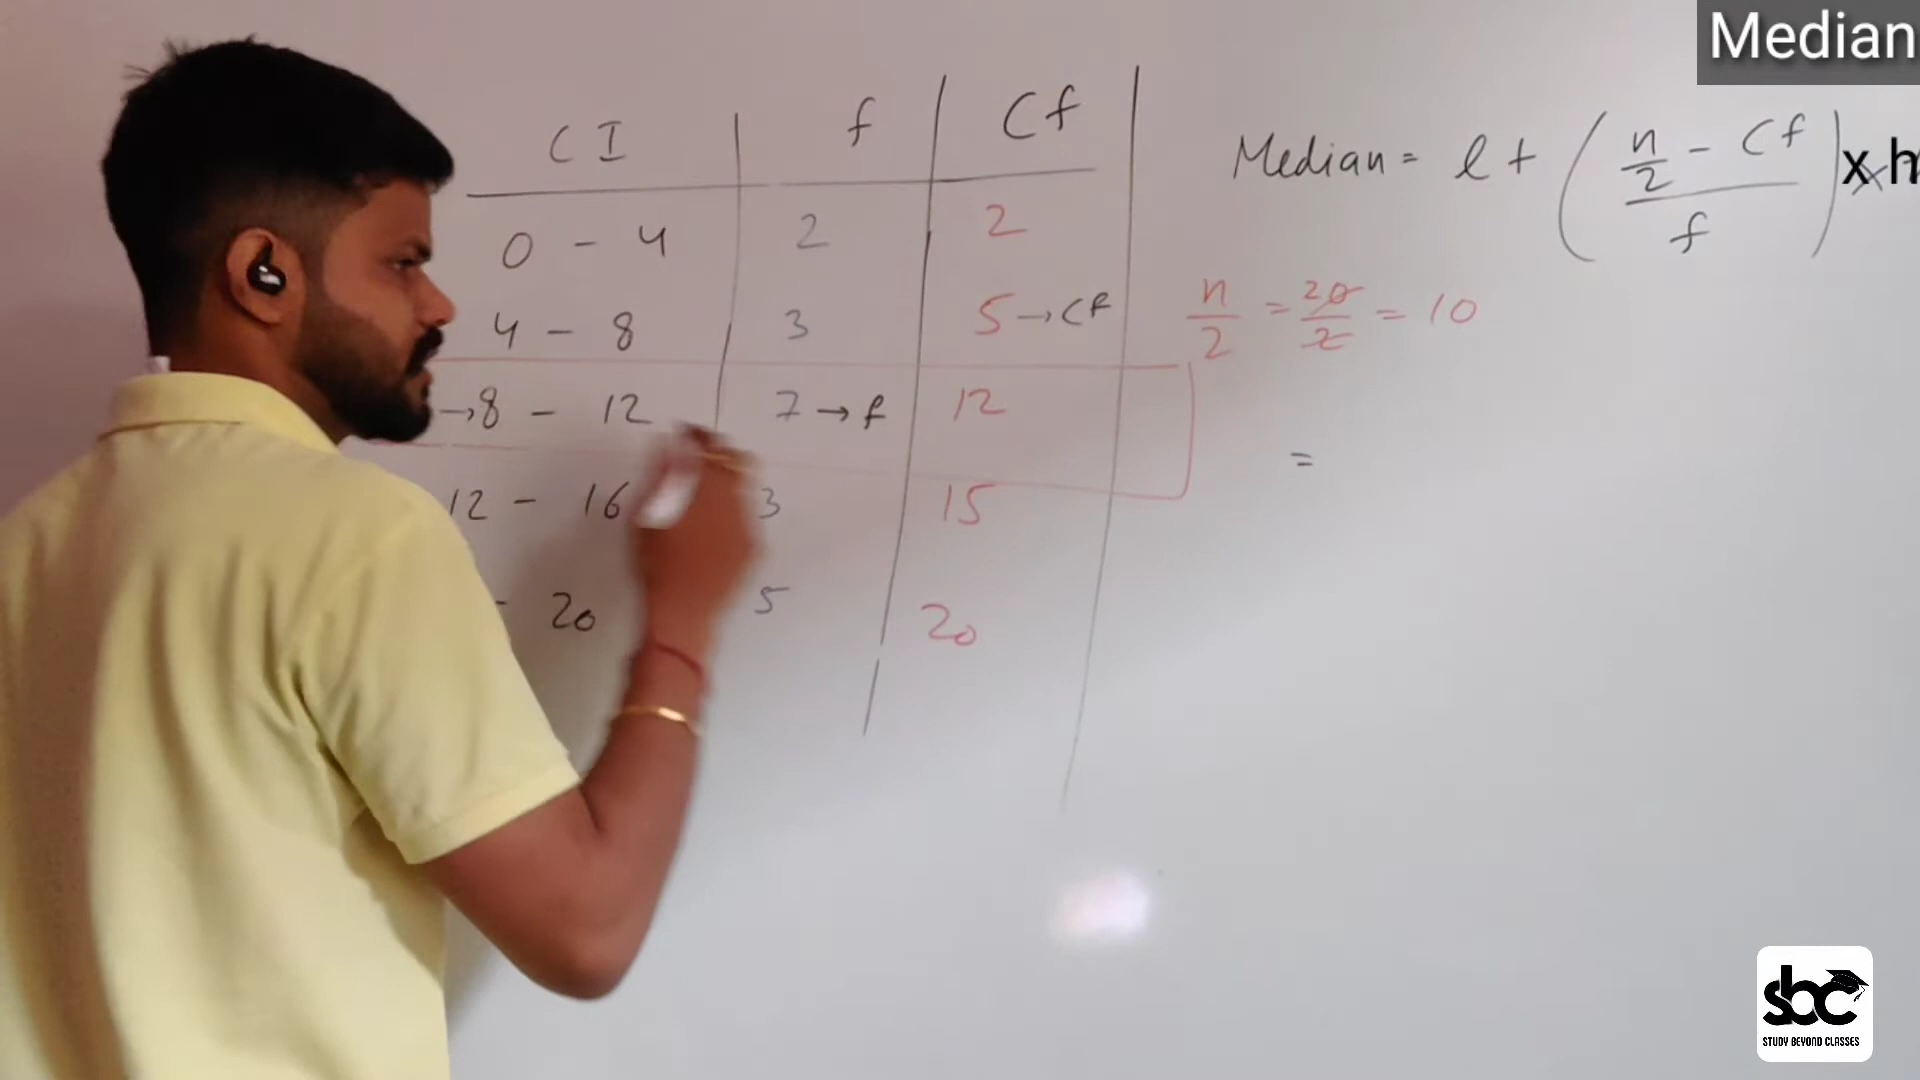 Median
CI f Cf
Median = l + ( n/2 - Cf / f ) x h
0 - 4 2 2
4 - 8 3 5 → Cf
n/2 = 20/2 = 10
→ 8 - 12 7 → f 12
=
12 - 16 3 15
- 20 5 20
sbc
STUDY BEYOND CLASSES